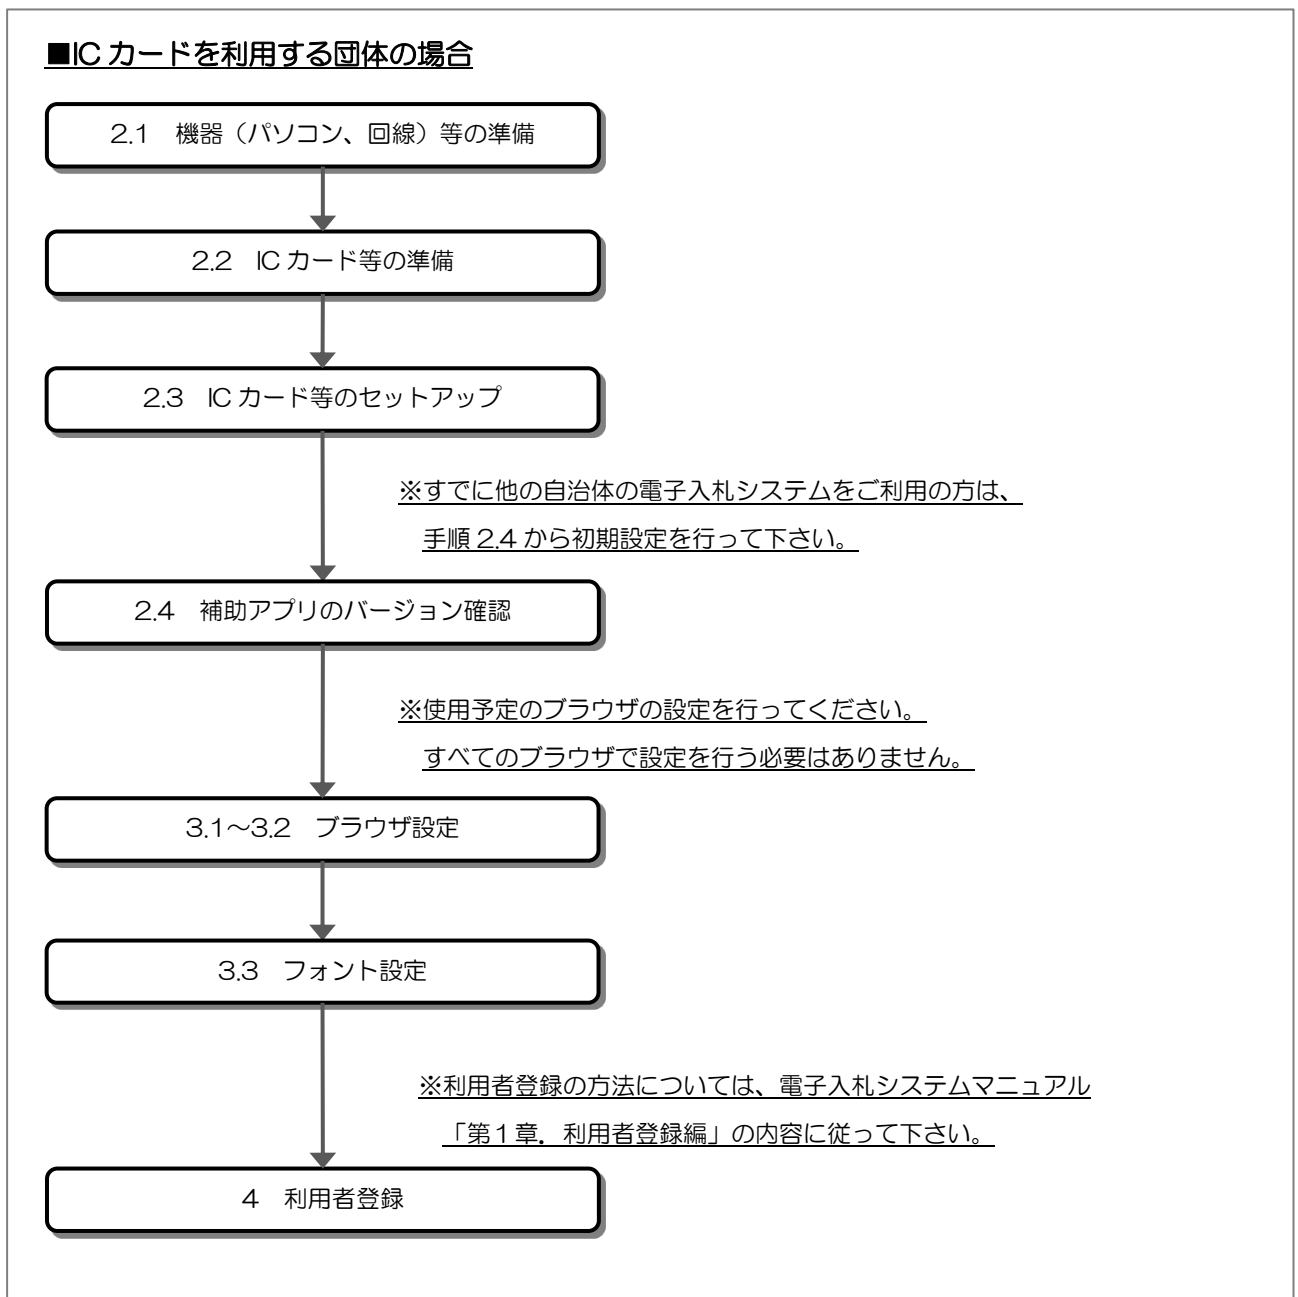 ■IC カードを利用する団体の場合
2.1　機器（パソコン、回線）等の準備
2.2　IC カード等の準備
2.3　IC カード等のセットアップ
※すでに他の自治体の電子入札システムをご利用の方は、
手順 2.4 から初期設定を行って下さい。
2.4　補助アプリのバージョン確認
※使用予定のブラウザの設定を行ってください。
すべてのブラウザで設定を行う必要はありません。
3.1～3.2　ブラウザ設定
3.3　フォント設定
※利用者登録の方法については、電子入札システムマニュアル
「第１章．利用者登録編」の内容に従って下さい。
4　利用者登録